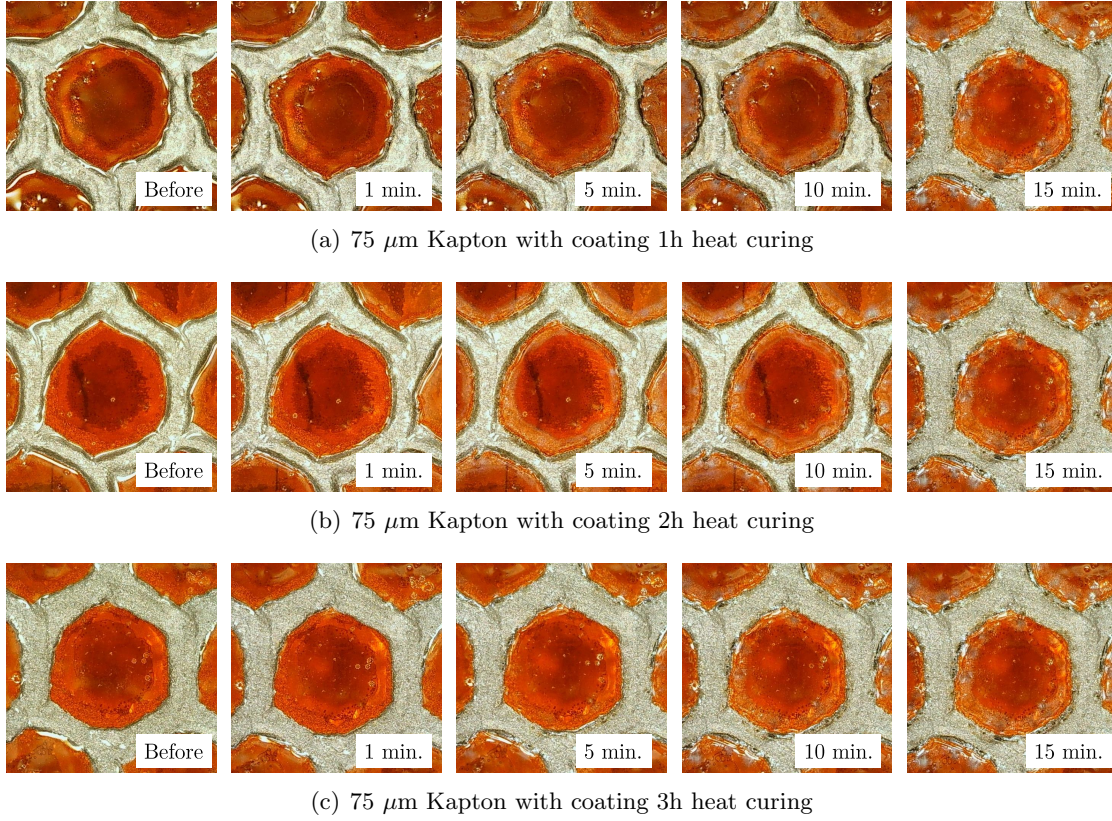 Before
1 min.
5 min.
10 min.
15 min.
(a) 75 μm Kapton with coating 1h heat curing
Before
1 min.
5 min.
10 min.
15 min.
(b) 75 μm Kapton with coating 2h heat curing
Before
1 min.
5 min.
10 min.
15 min.
(c) 75 μm Kapton with coating 3h heat curing